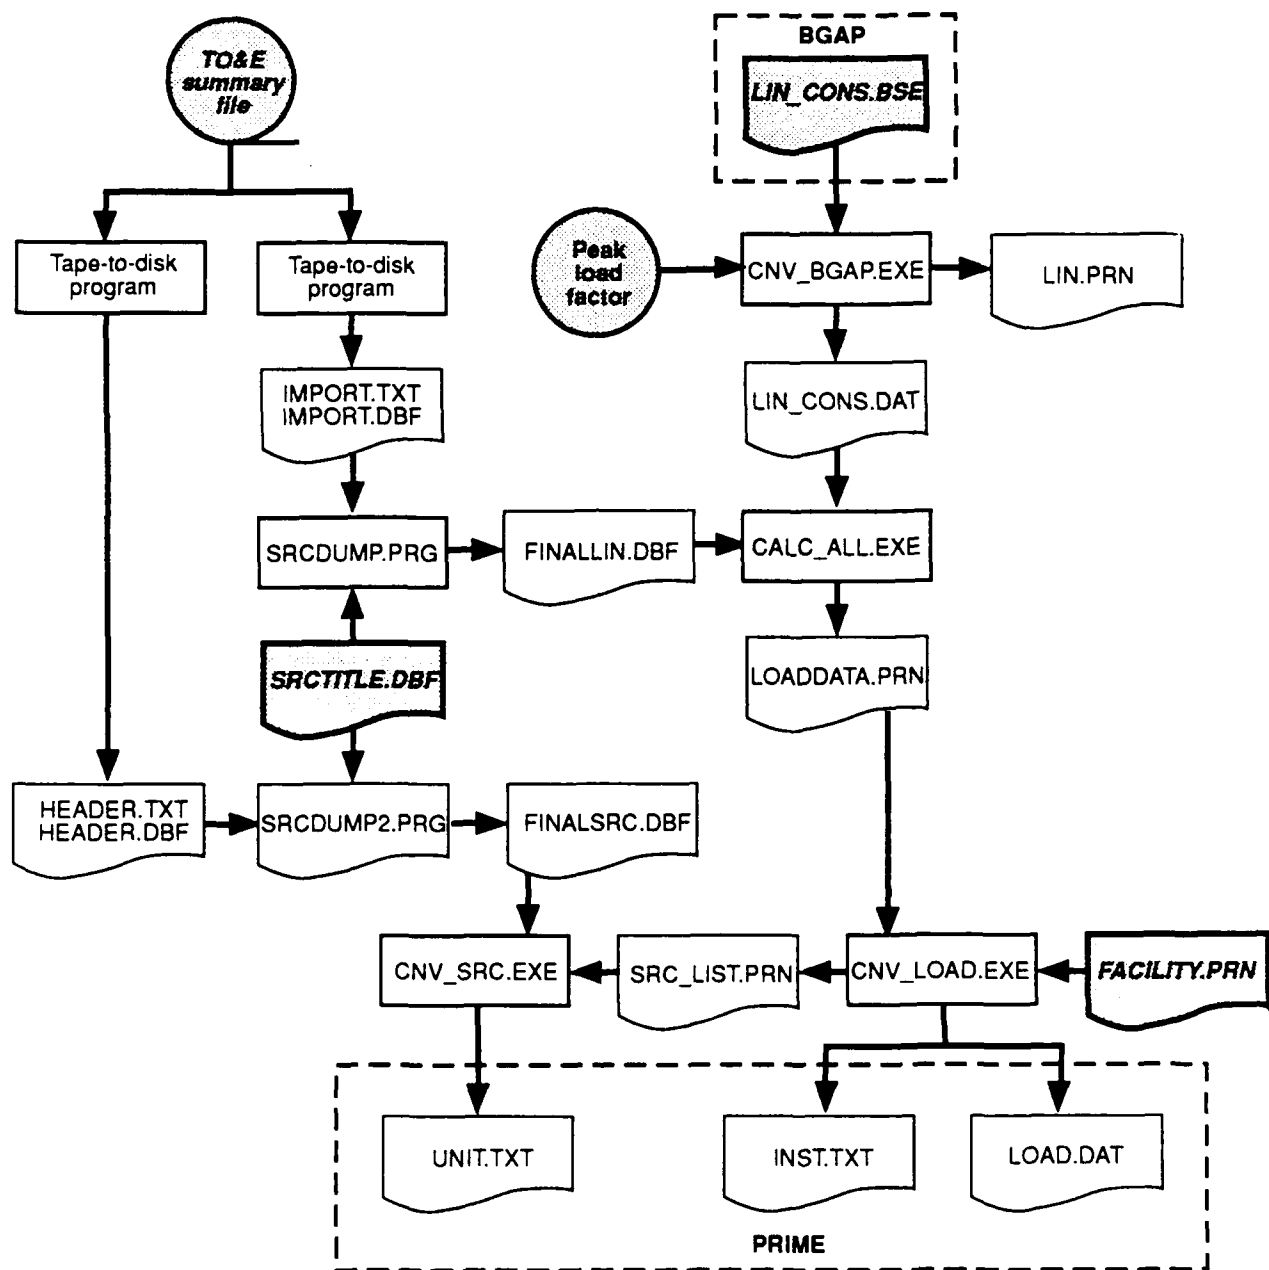 TO&E
summary
file
BGAP
LIN_CONS.BSE
Tape-to-disk
program
Tape-to-disk
program
Peak
load
factor
CNV_BGAP.EXE
LIN.PRN
IMPORT.TXT
IMPORT.DBF
LIN_CONS.DAT
SRCDUMP.PRG
FINALLIN.DBF
CALC_ALL.EXE
SRCTITLE.DBF
LOADDATA.PRN
HEADER.TXT
HEADER.DBF
SRCDUMP2.PRG
FINALSRC.DBF
CNV_SRC.EXE
SRC_LIST.PRN
CNV_LOAD.EXE
FACILITY.PRN
UNIT.TXT
INST.TXT
LOAD.DAT
PRIME